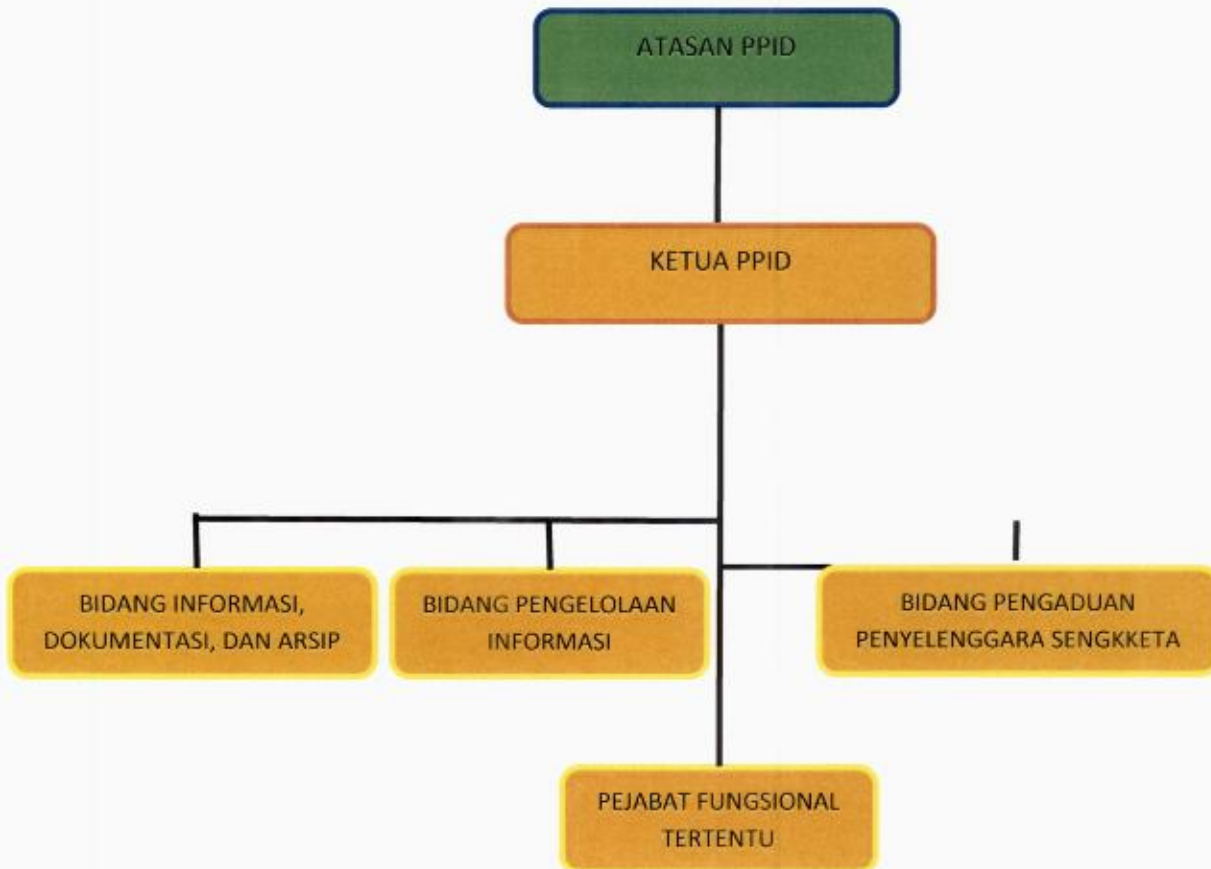 ATASAN PPID
KETUA PPID
BIDANG INFORMASI,
DOKUMENTASI, DAN ARSIP
BIDANG PENGELOLAAN
INFORMASI
BIDANG PENGADUAN
PENYELENGGARA SENGKKETA
PEJABAT FUNGSIONAL
TERTENTU